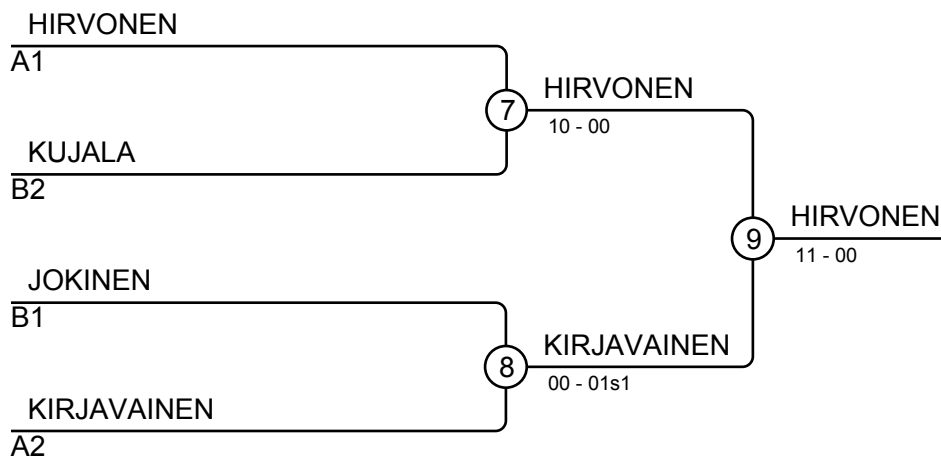 HIRVONEN
A1
7
HIRVONEN
10 - 00
KUJALA
B2
9
HIRVONEN
11 - 00
JOKINEN
B1
8
KIRJAVAINEN
00 - 01s1
KIRJAVAINEN
A2